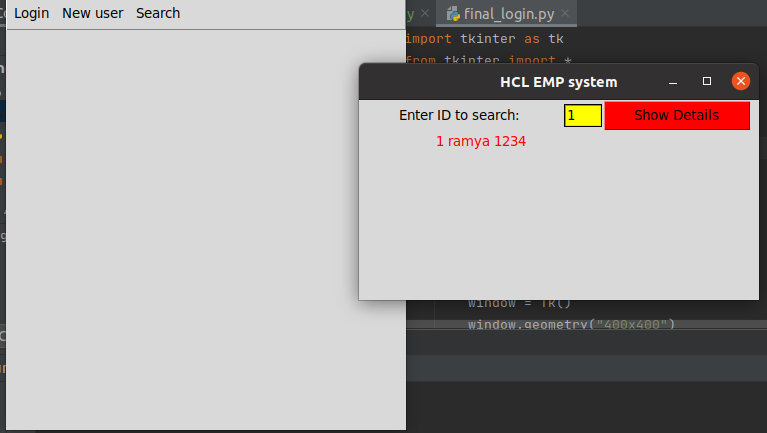 Login New user Search
final_login.py
import tkinter as tk
from tkinter import *
HCL EMP system
Enter ID to search: 1 Show Details
1 ramya 1234
window = Tk()
window.geometry("400x400")